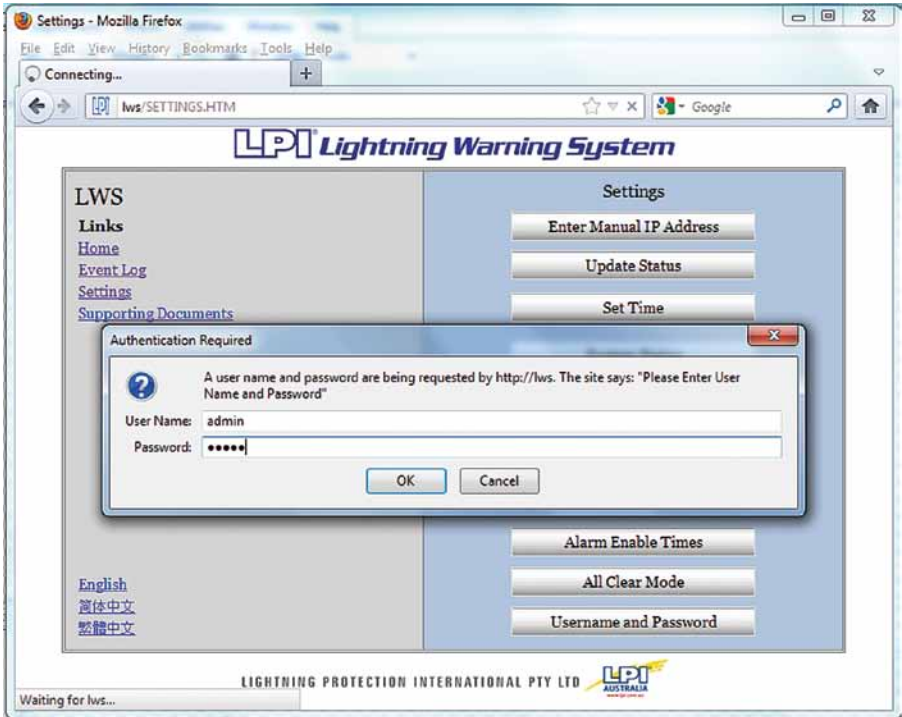 Settings - Mozilla Firefox
File Edit View History Bookmarks Tools Help
Connecting...
lws/SETTINGS.HTM
Google
LPI Lightning Warning System
LWS
Links
Home
Event Log
Settings
Supporting Documents
Settings
Enter Manual IP Address
Update Status
Set Time
Authentication Required
A user name and password are being requested by http://lws. The site says: "Please Enter User
Name and Password"
User Name: admin
Password: •••••
OK Cancel
Alarm Enable Times
All Clear Mode
Username and Password
English
简体中文
繁體中文
LIGHTNING PROTECTION INTERNATIONAL PTY LTD
LPI
AUSTRALIA
Waiting for lws...